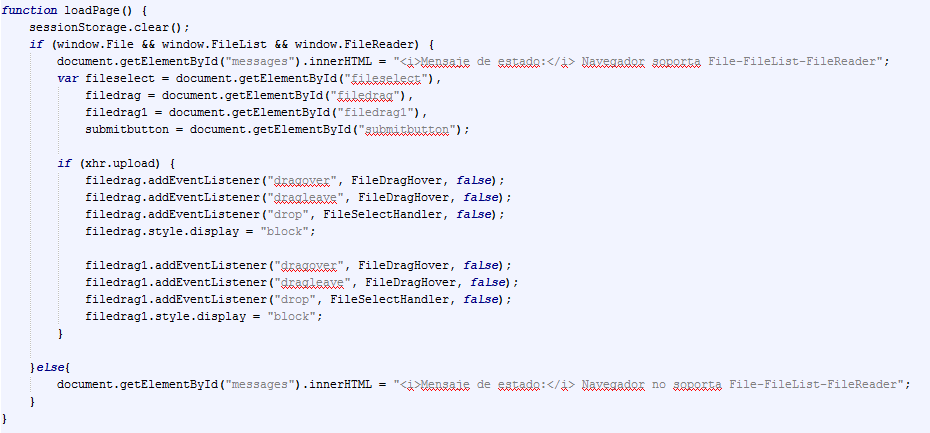 function loadPage() {
sessionStorage.clear();
if (window.File && window.FileList && window.FileReader) {
document.getElementById("messages").innerHTML = "<i>Mensaje de estado:</i> Navegador soporta File-FileList-FileReader";
var fileselect = document.getElementById("fileselect"),
filedrag = document.getElementById("filedrag"),
filedrag1 = document.getElementById("filedrag1"),
submitbutton = document.getElementById("submitbutton");
if (xhr.upload) {
filedrag.addEventListener("dragover", FileDragHover, false);
filedrag.addEventListener("dragleave", FileDragHover, false);
filedrag.addEventListener("drop", FileSelectHandler, false);
filedrag.style.display = "block";
filedrag1.addEventListener("dragover", FileDragHover, false);
filedrag1.addEventListener("dragleave", FileDragHover, false);
filedrag1.addEventListener("drop", FileSelectHandler, false);
filedrag1.style.display = "block";
}
}else{
document.getElementById("messages").innerHTML = "<i>Mensaje de estado:</i> Navegador no soporta File-FileList-FileReader";
}
}